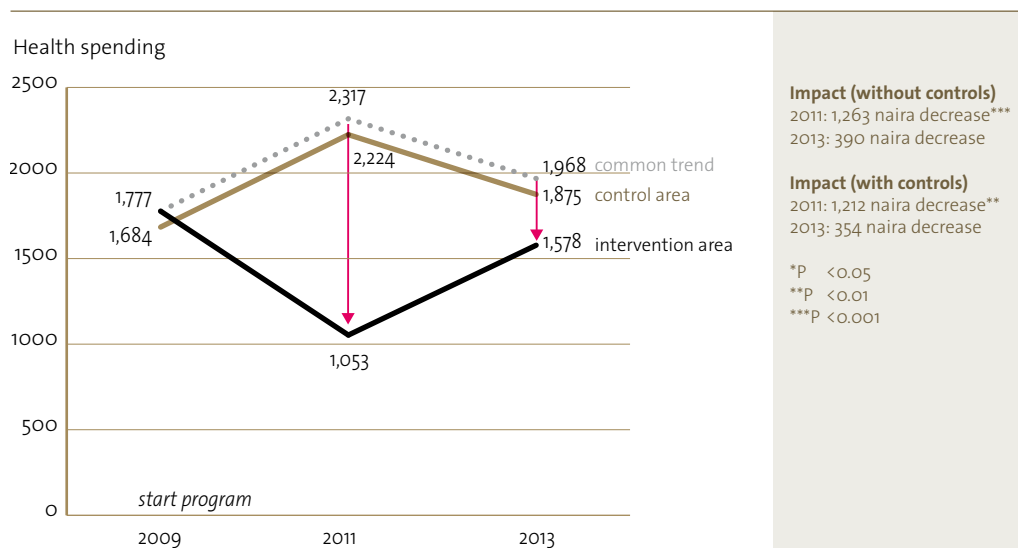 Health spending
2500
2000
1500
1000
500
0
2,317
2,224
1,777
1,684
1,053
1,968 common trend
1,875 control area
1,578 intervention area
start program
2009 2011 2013
Impact (without controls)
2011: 1,263 naira decrease***
2013: 390 naira decrease
Impact (with controls)
2011: 1,212 naira decrease**
2013: 354 naira decrease
*P <0.05
**P <0.01
***P <0.001